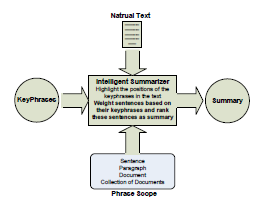 Natrual Text
Intelligent Summarizer
Highlight the positions of the
keyphrases in the text
Weight sentences based on
their keyphrases and rank
these sentences as summary
KeyPhrases
Summary
Sentence
Paragraph
Document
Collection of Documents
Phrase Scope